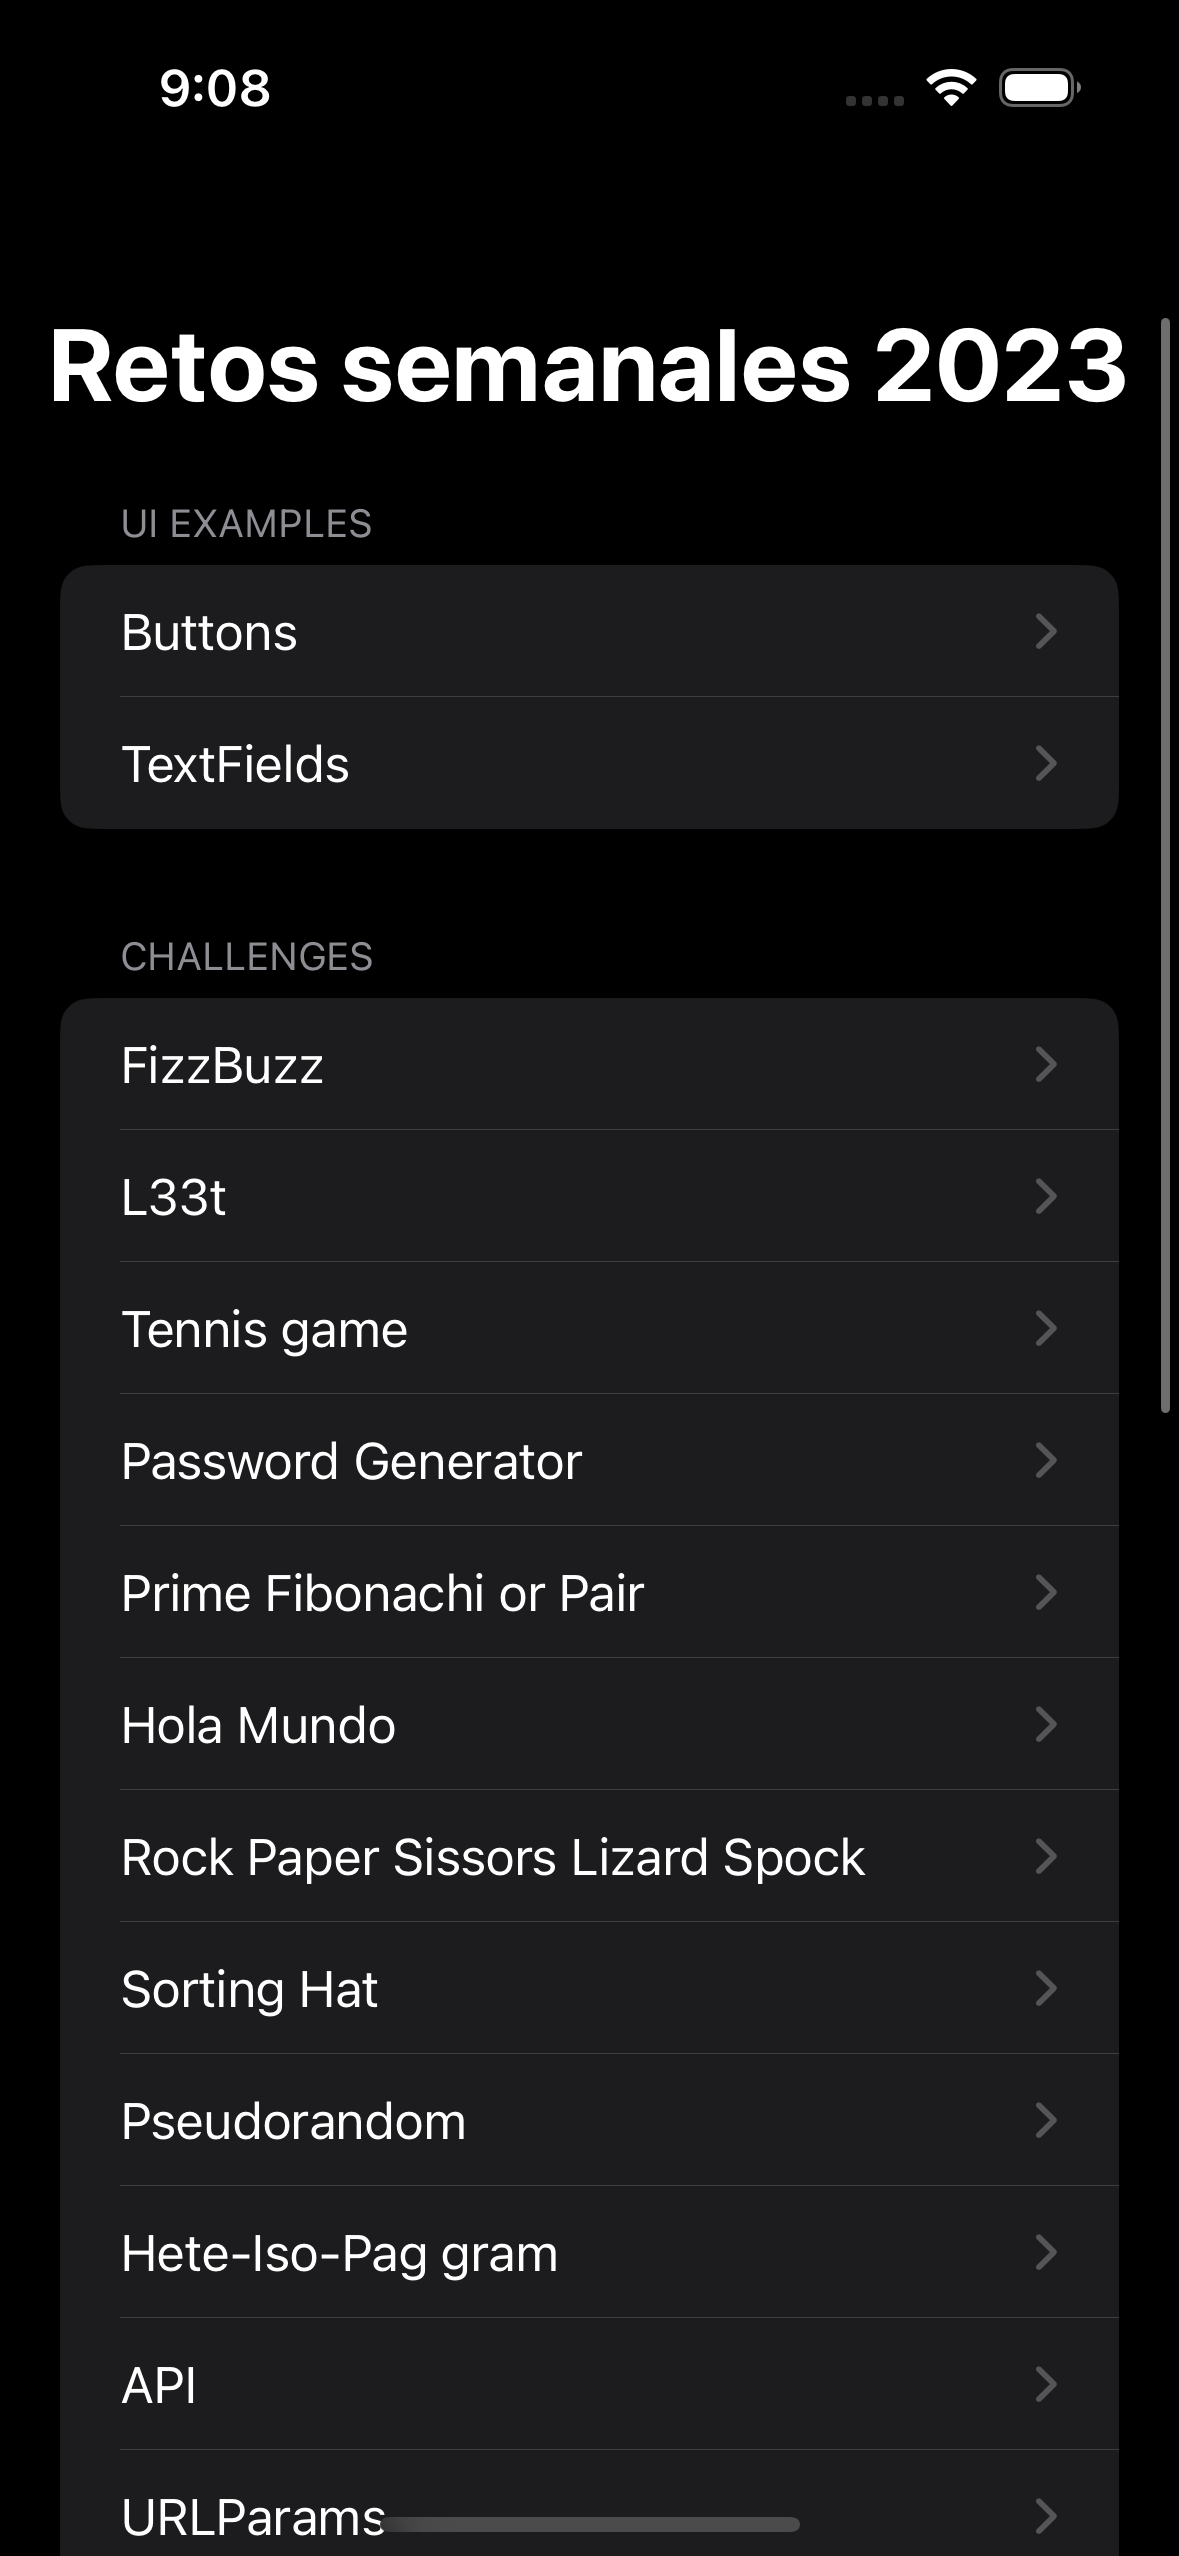 9:08
Retos semanales 2023
UI EXAMPLES
Buttons
TextFields
CHALLENGES
FizzBuzz
L33t
Tennis game
Password Generator
Prime Fibonachi or Pair
Hola Mundo
Rock Paper Sissors Lizard Spock
Sorting Hat
Pseudorandom
Hete-Iso-Pag gram
API
URLParams